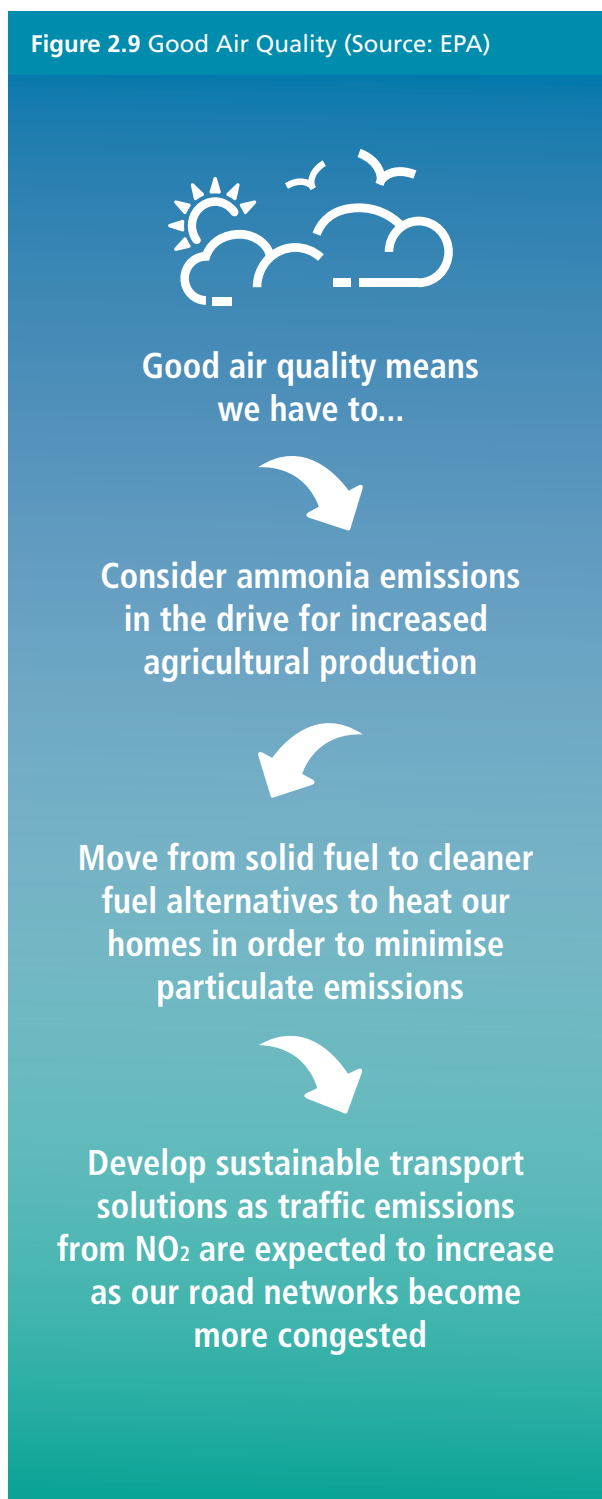 Figure 2.9 Good Air Quality (Source: EPA)
Good air quality means
we have to...
Consider ammonia emissions
in the drive for increased
agricultural production
Move from solid fuel to cleaner
fuel alternatives to heat our
homes in order to minimise
particulate emissions
Develop sustainable transport
solutions as traffic emissions
from NO₂ are expected to increase
as our road networks become
more congested